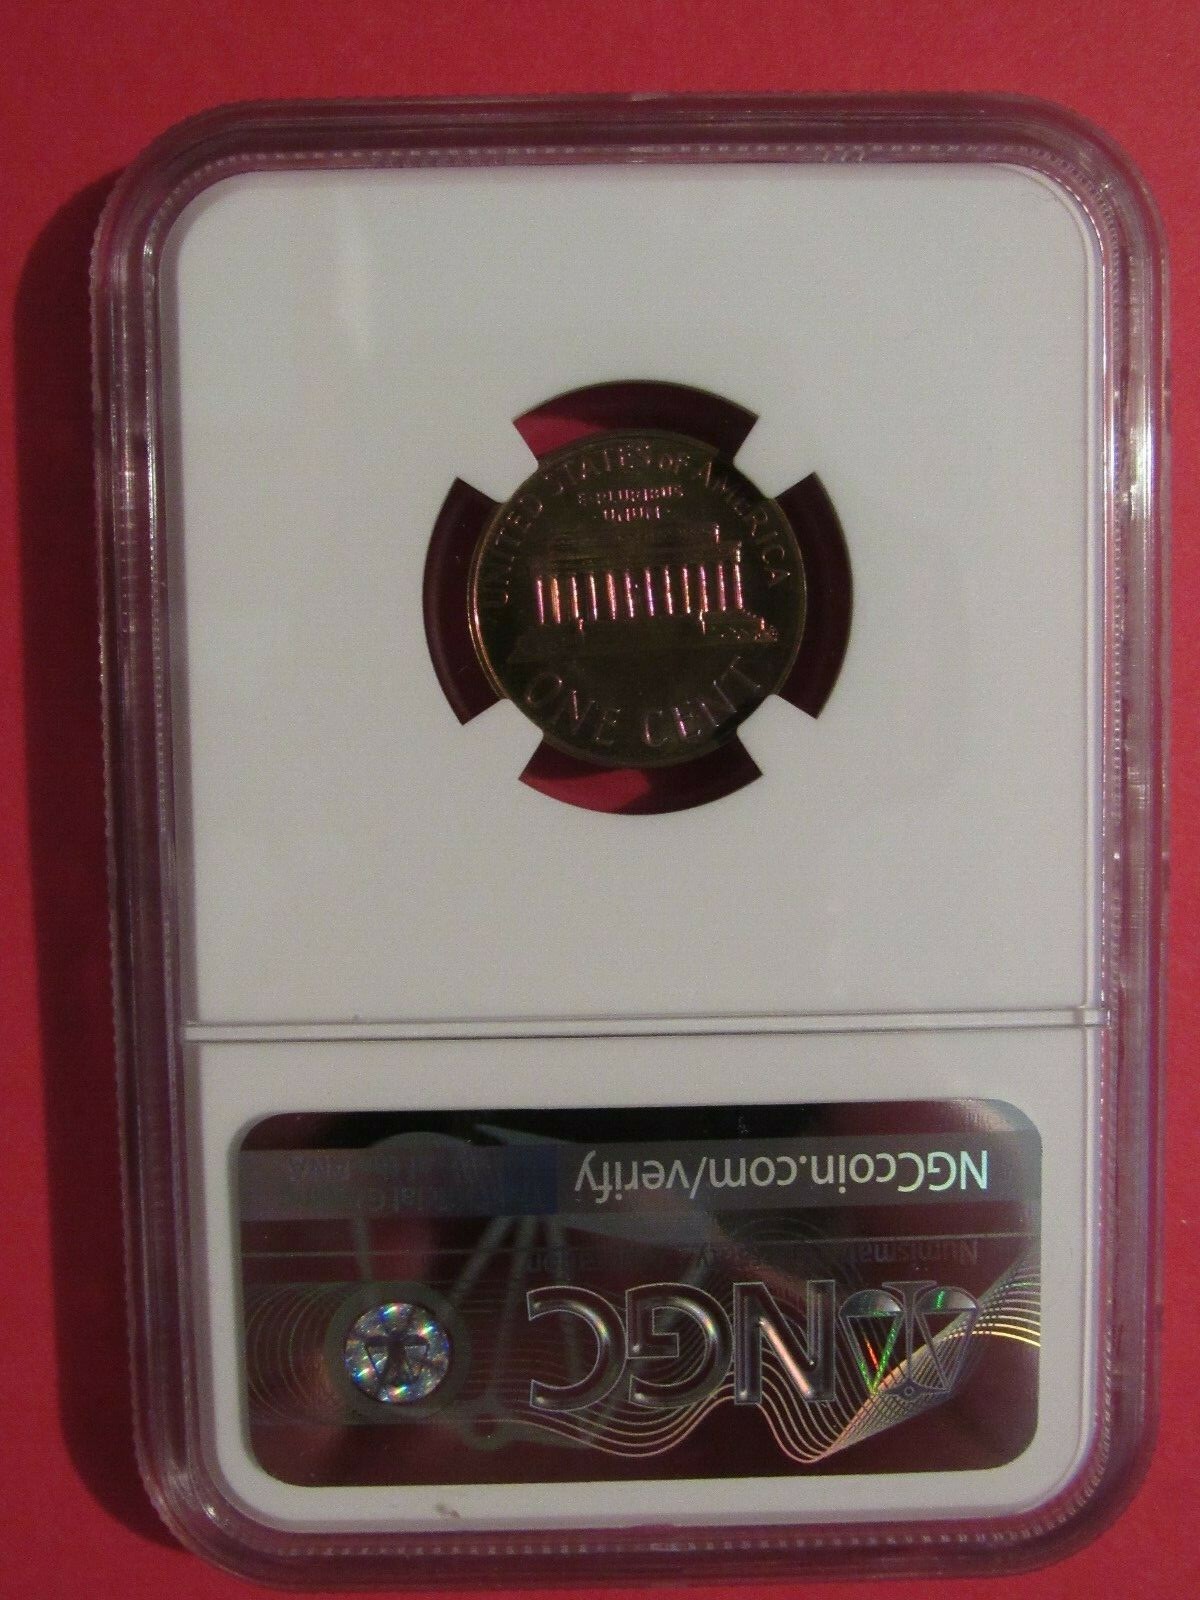 UNITED STATES OF AMERICA
E·PLURIBUS
·UNUM·
ONE CENT
NGCcoin.com/verify
NGC